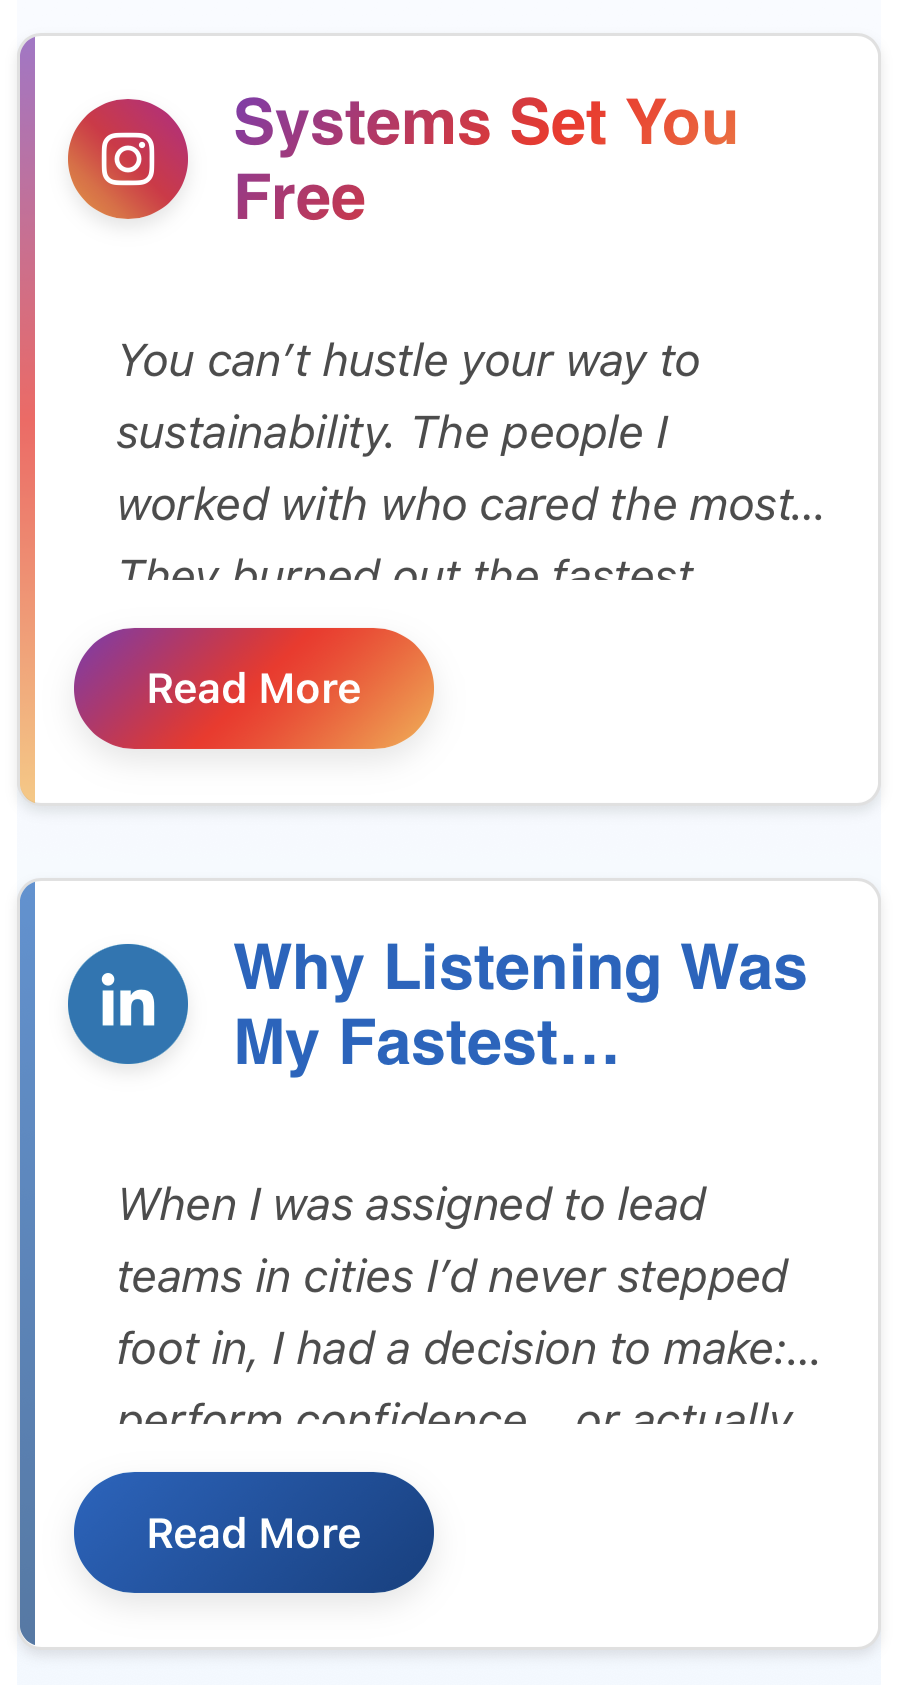 Systems Set You
Free
You can’t hustle your way to
sustainability. The people I
worked with who cared the most...
They burned out the fastest
Read More
in
Why Listening Was
My Fastest...
When I was assigned to lead
teams in cities I’d never stepped
foot in, I had a decision to make:...
perform confidence... or actually
Read More